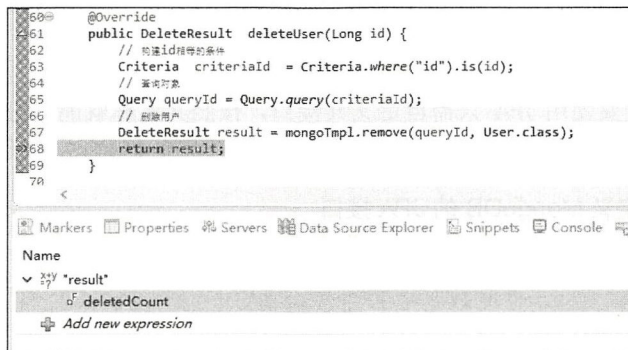 60 @Override
61 public DeleteResult deleteUser(Long id) {
62 // 构建id相等的条件
63 Criteria criteriaId = Criteria.where("id").is(id);
64 // 查询对象
65 Query queryId = Query.query(criteriaId);
66 // 删除用户
67 DeleteResult result = mongoTmpl.remove(queryId, User.class);
68 return result;
69 }
70
<
Markers Properties Servers Data Source Explorer Snippets Console
Name
"result"
deletedCount
Add new expression